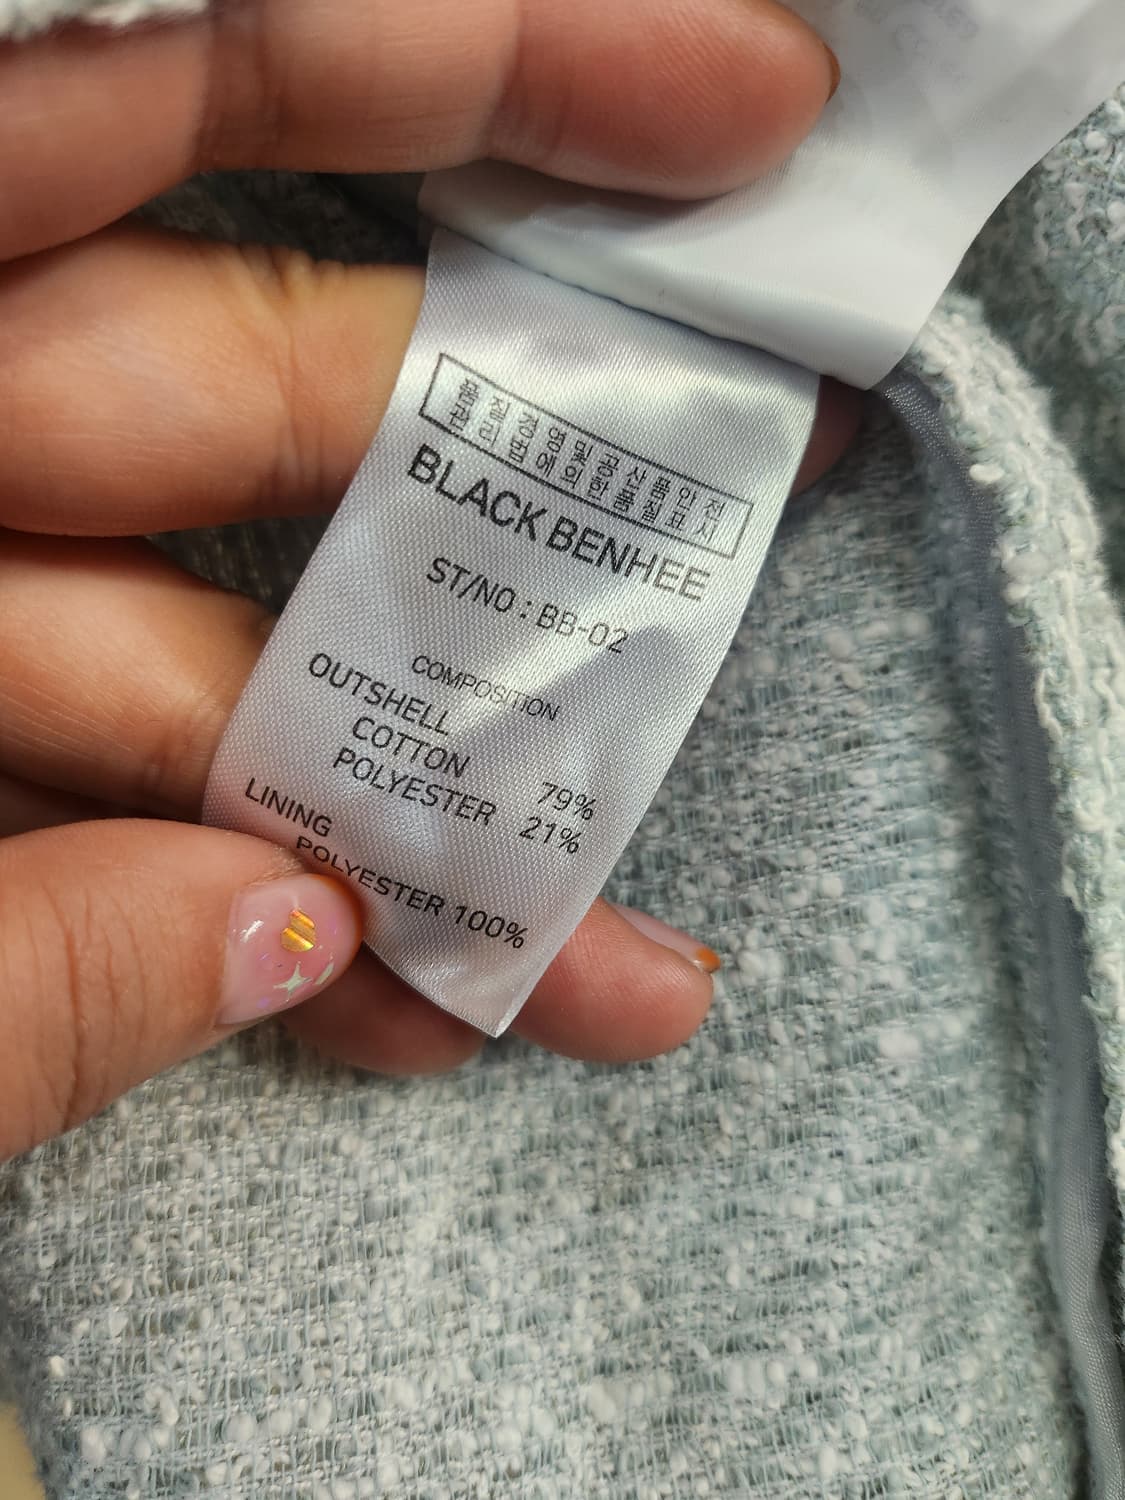 품질경영 및 공산품안전
관리법에 의한 품질표시
BLACK BENHEE
ST/NO : BB-02
COMPOSITION
OUTSHELL
COTTON 79%
POLYESTER 21%
LINING
POLYESTER 100%